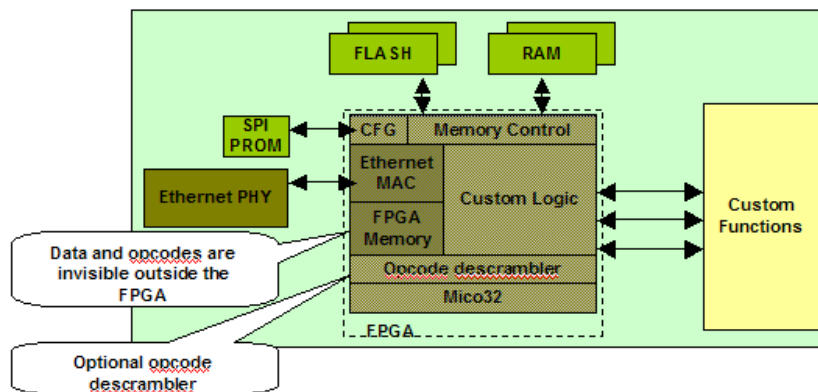 FLASH
RAM
SPI
PROM
CFG
Memory Control
Ethernet
MAC
Ethernet PHY
Custom Logic
FPGA
Memory
Custom
Functions
Data and opcodes are
invisible outside the
FPGA
Opcode descrambler
Mico32
FPGA
Optional opcode
descrambler